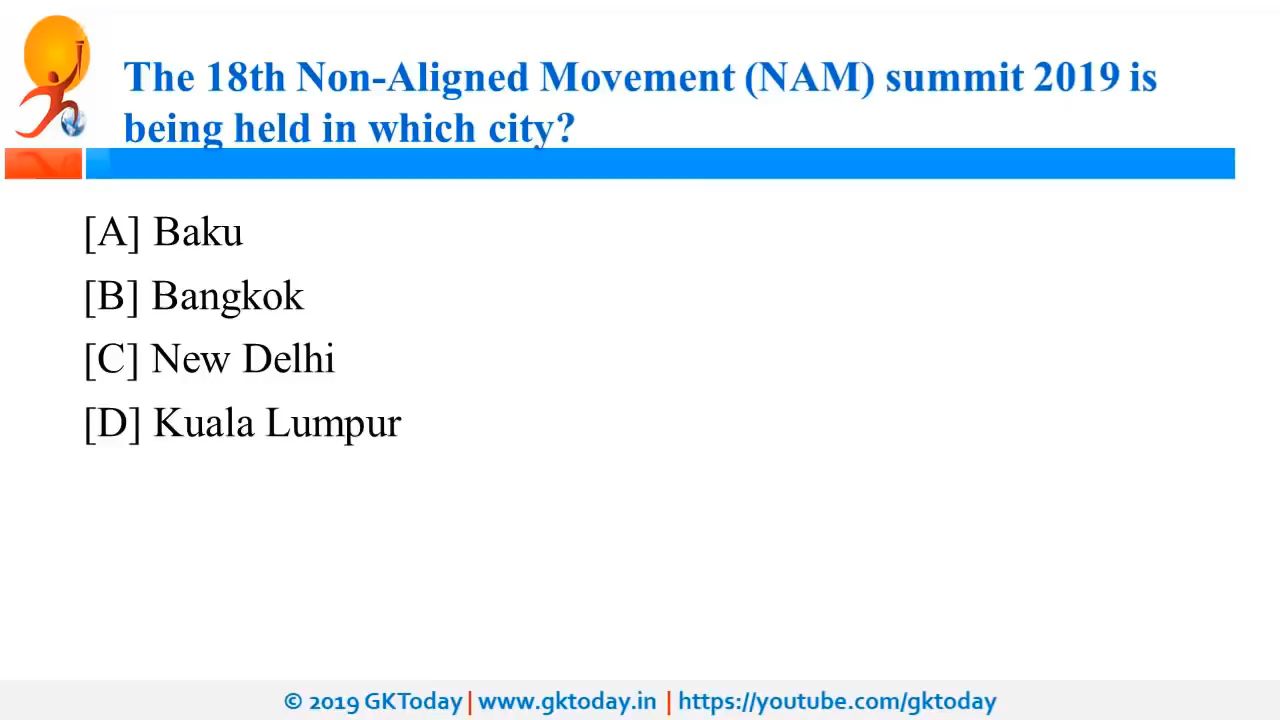 The 18th Non-Aligned Movement (NAM) summit 2019 is
being held in which city?
[A] Baku
[B] Bangkok
[C] New Delhi
[D] Kuala Lumpur
© 2019 GKToday | www.gktoday.in | https://youtube.com/gktoday